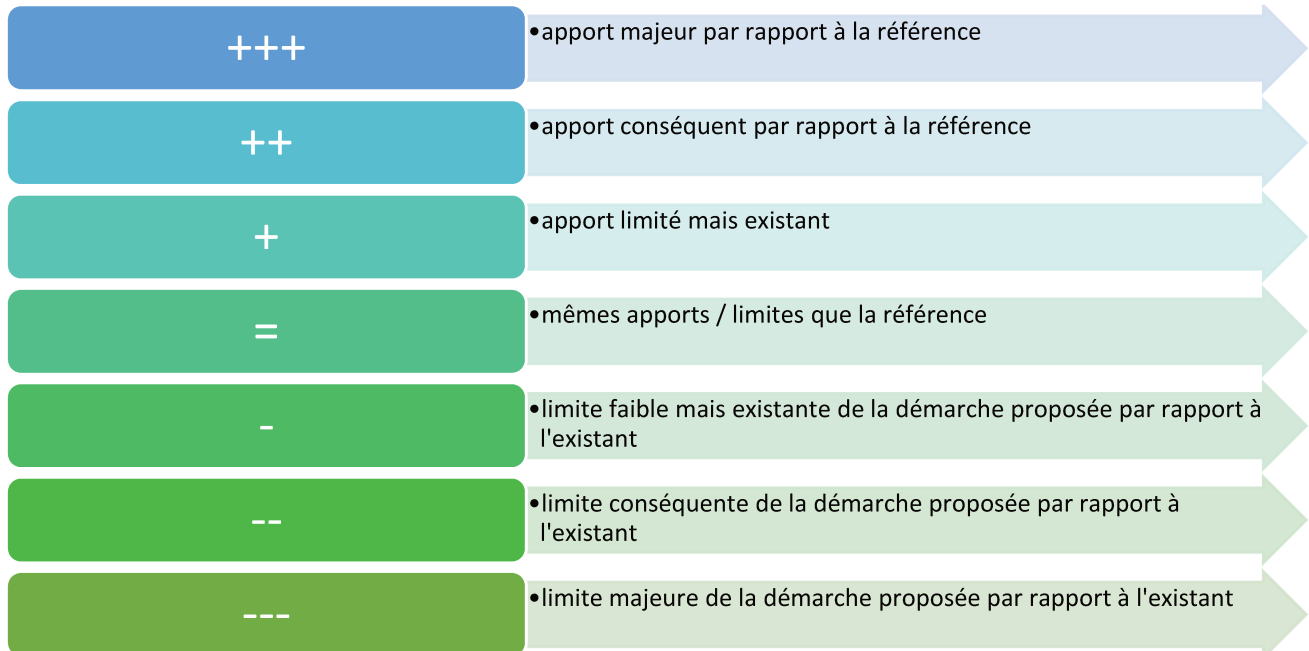 +++
•apport majeur par rapport à la référence
++
•apport conséquent par rapport à la référence
+
•apport limité mais existant
=
•mêmes apports / limites que la référence
-
•limite faible mais existante de la démarche proposée par rapport à
l'existant
--
•limite conséquente de la démarche proposée par rapport à
l'existant
---
•limite majeure de la démarche proposée par rapport à l'existant